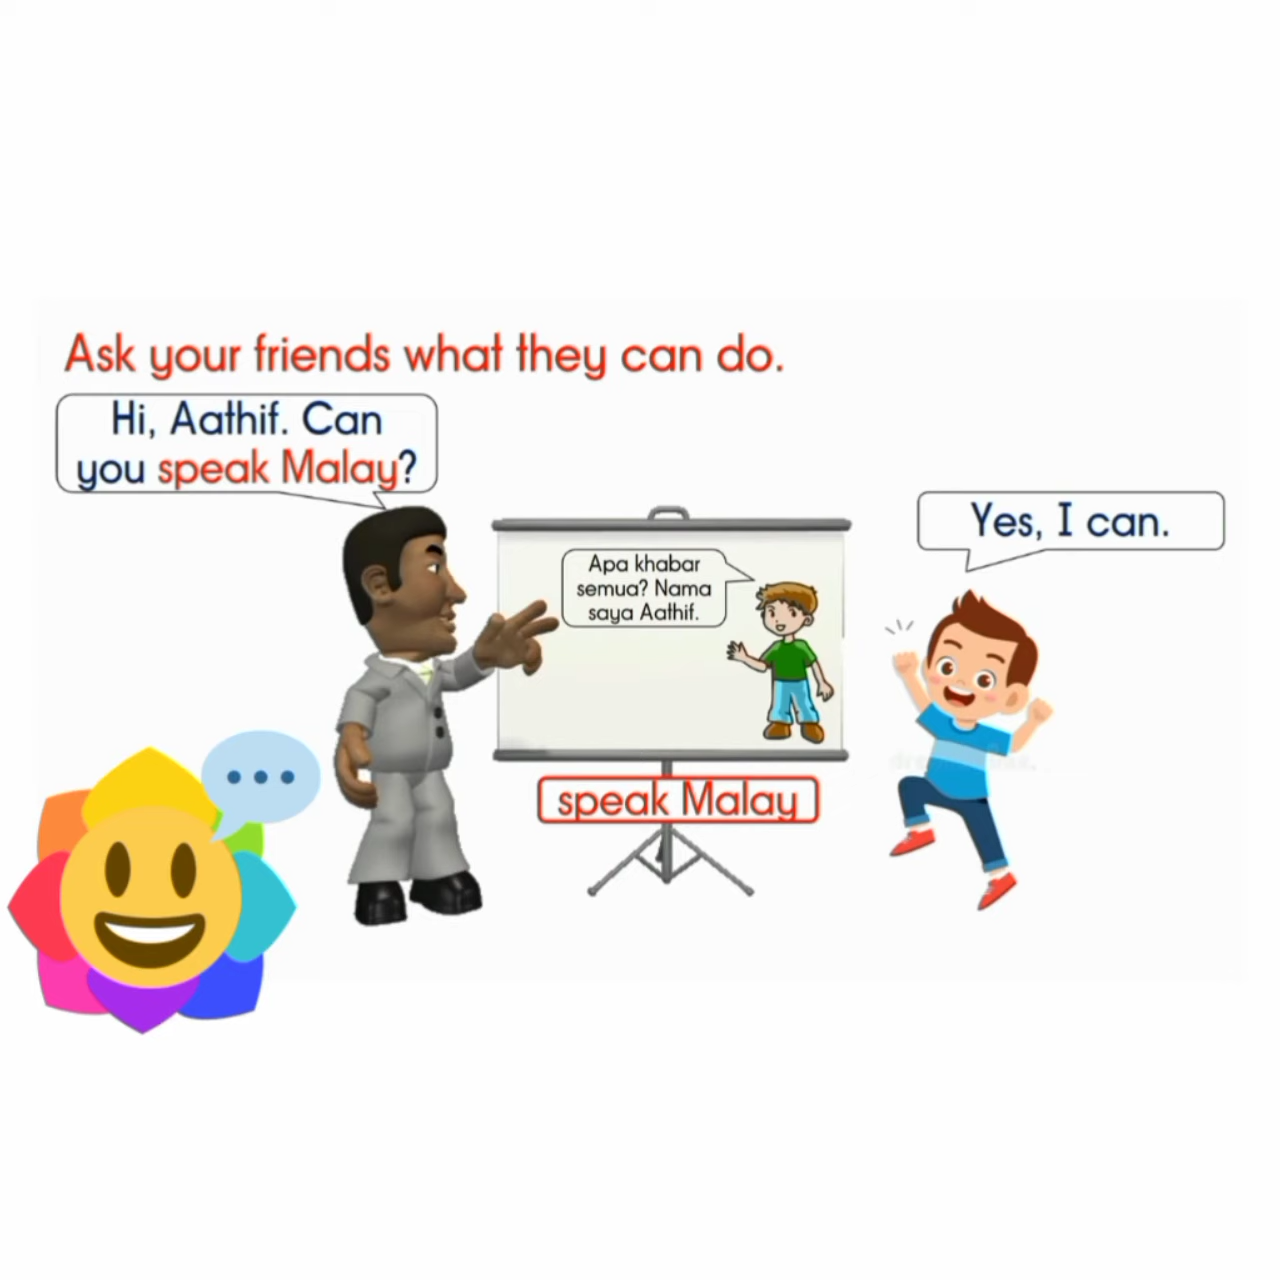 Ask your friends what they can do.
Hi, Aathif. Can
you speak Malay?
Yes, I can.
Apa khabar
semua? Nama
saya Aathif.
speak Malay